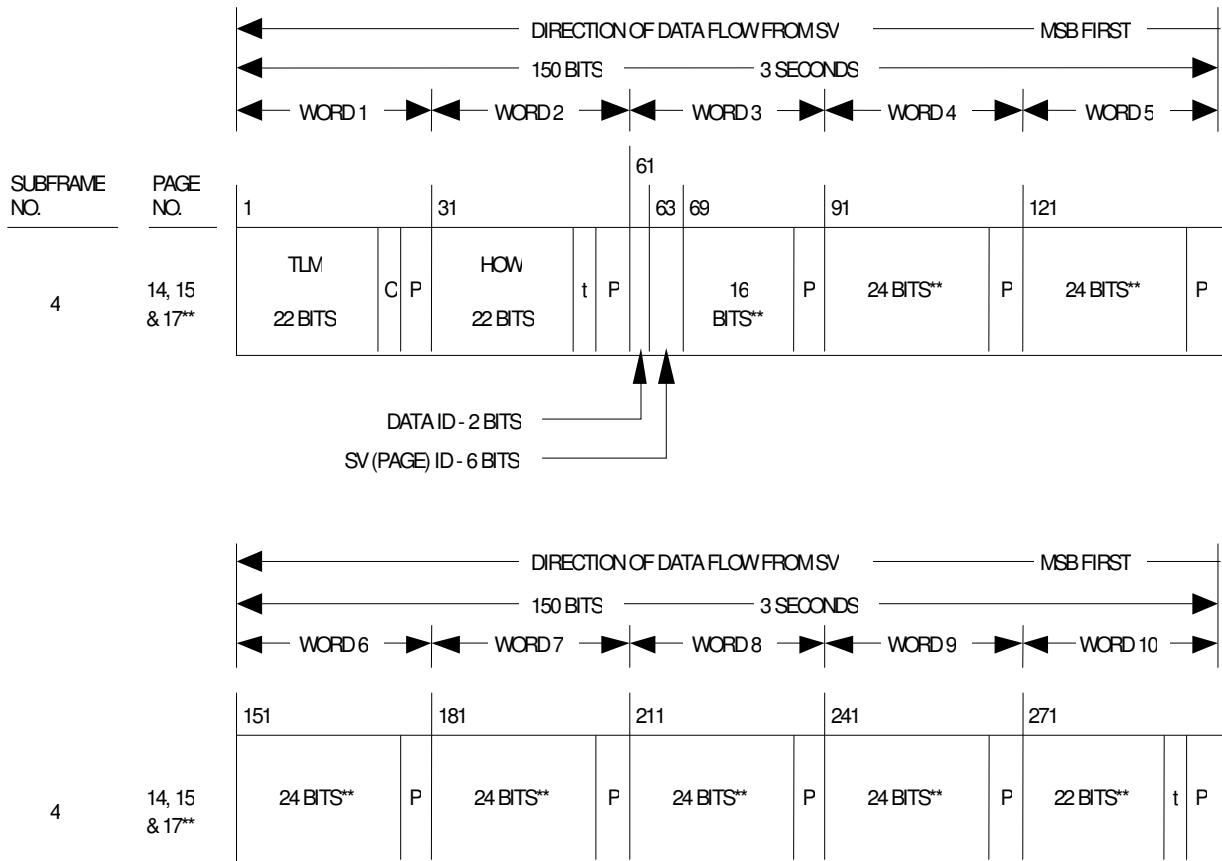 DIRECTION OF DATA FLOW FROM SV MSB FIRST
150 BITS 3 SECONDS
WORD 1 WORD 2 WORD 3 WORD 4 WORD 5
61
SUBFRAME PAGE
NO. NO. 1 31 63 69 91 121
TLM HOW
4 14, 15 C P t P 16 P 24 BITS** P 24 BITS** P
& 17** 22 BITS 22 BITS BITS**
DATA ID - 2 BITS
SV (PAGE) ID - 6 BITS
DIRECTION OF DATA FLOW FROM SV MSB FIRST
150 BITS 3 SECONDS
WORD 6 WORD 7 WORD 8 WORD 9 WORD 10
151 181 211 241 271
4 14, 15 24 BITS** P 24 BITS** P 24 BITS** P 24 BITS** P 22 BITS** t P
& 17**